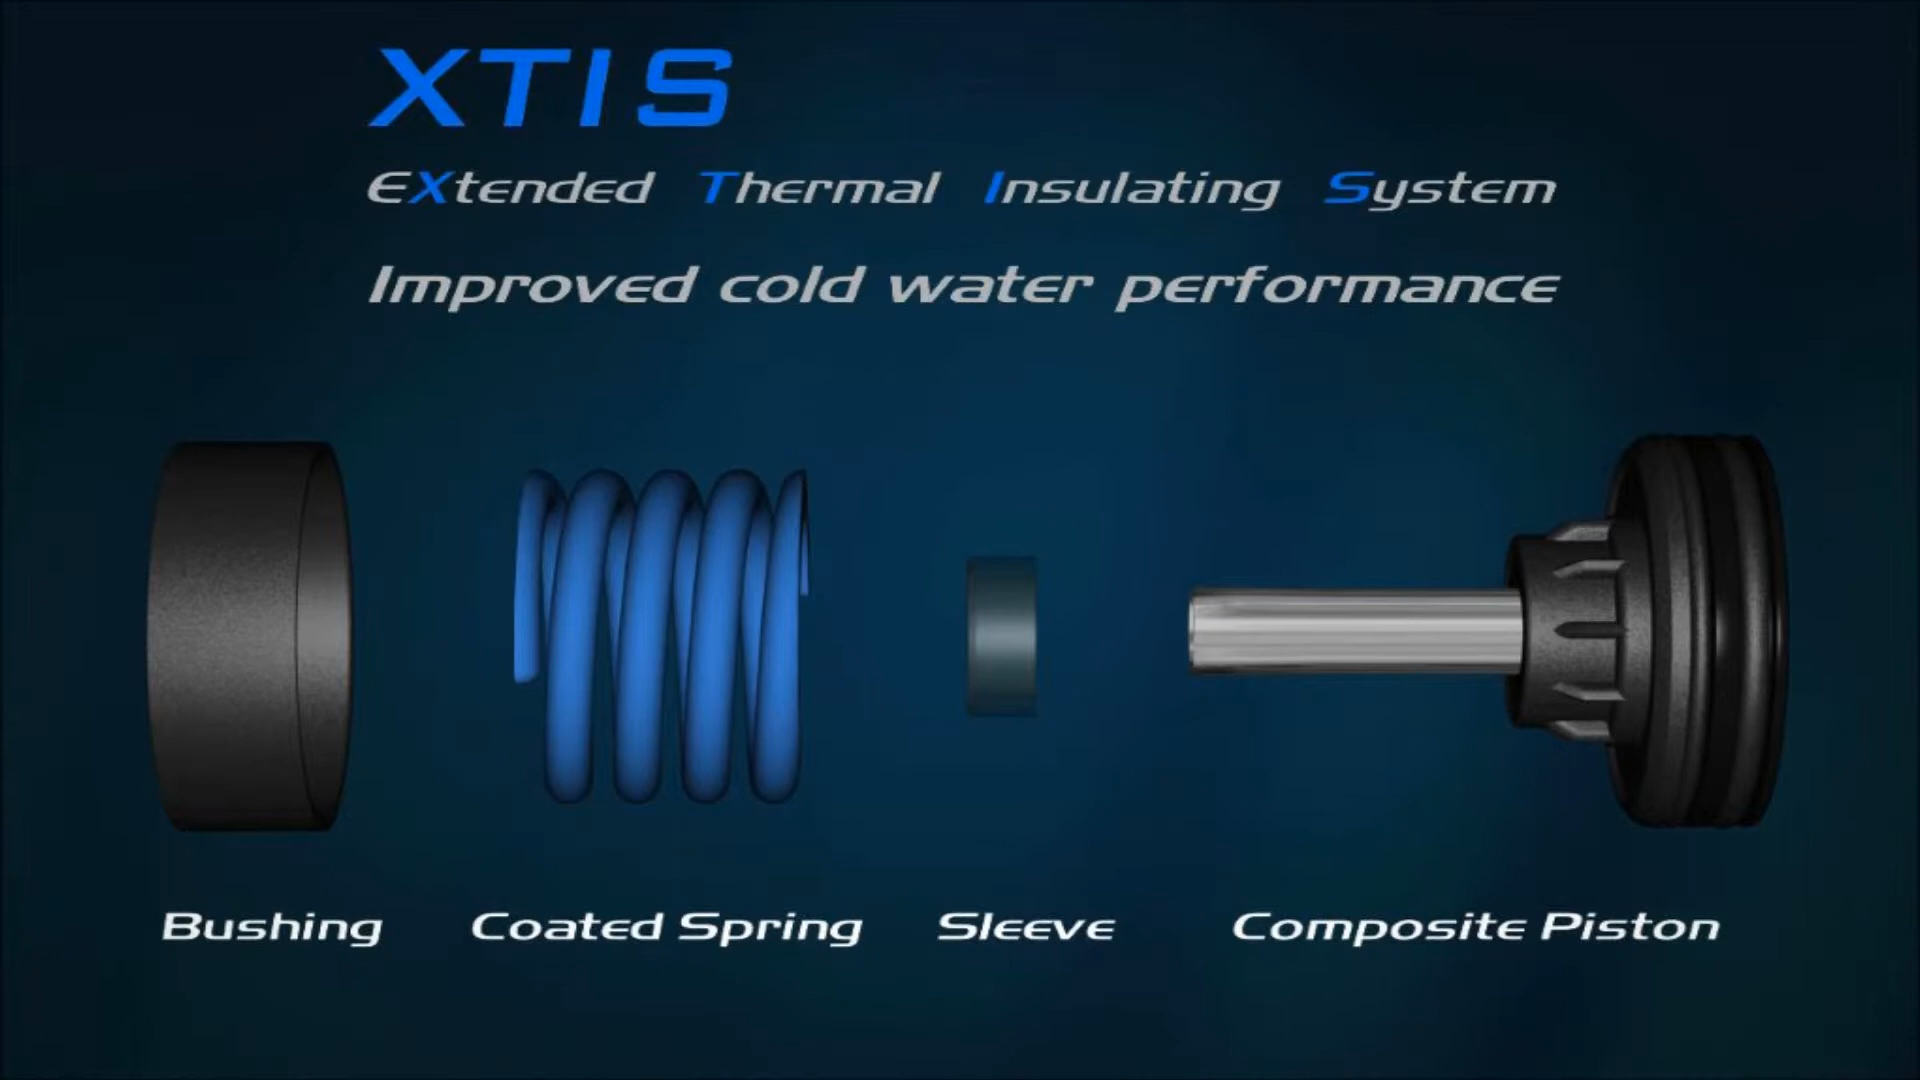 XTIS
EXtended Thermal Insulating System
Improved cold water performance
Bushing Coated Spring Sleeve Composite Piston